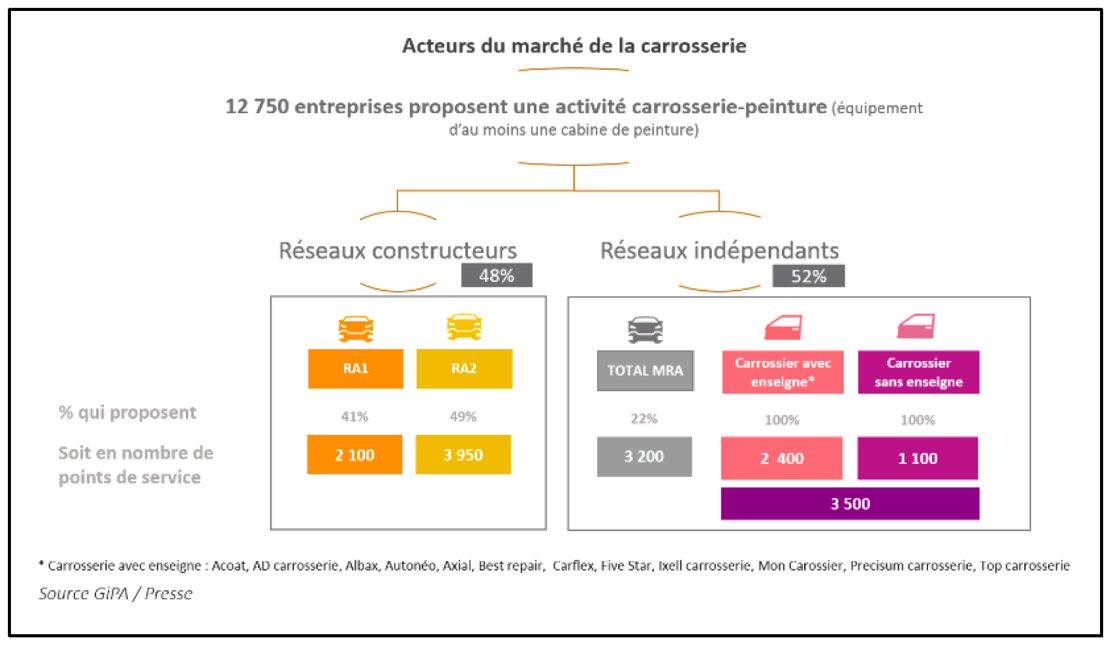 Acteurs du marché de la carrosserie
12 750 entreprises proposent une activité carrosserie-peinture (équipement
d'au moins une cabine de peinture)
Réseaux constructeurs
48%
Réseaux indépendants
52%
RA1
RA2
TOTAL MRA
Carrossier avec
enseigne*
Carrossier
sans enseigne
% qui proposent
41%
49%
22%
100%
100%
Soit en nombre de
points de service
2 100
3 950
3 200
2 400
1 100
3 500
* Carrosserie avec enseigne : Acoat, AD carrosserie, Albax, Autonéo, Axial, Best repair, Carflex, Five Star, Ixell carrosserie, Mon Carossier, Precisum carrosserie, Top carrosserie
Source GiPA / Presse